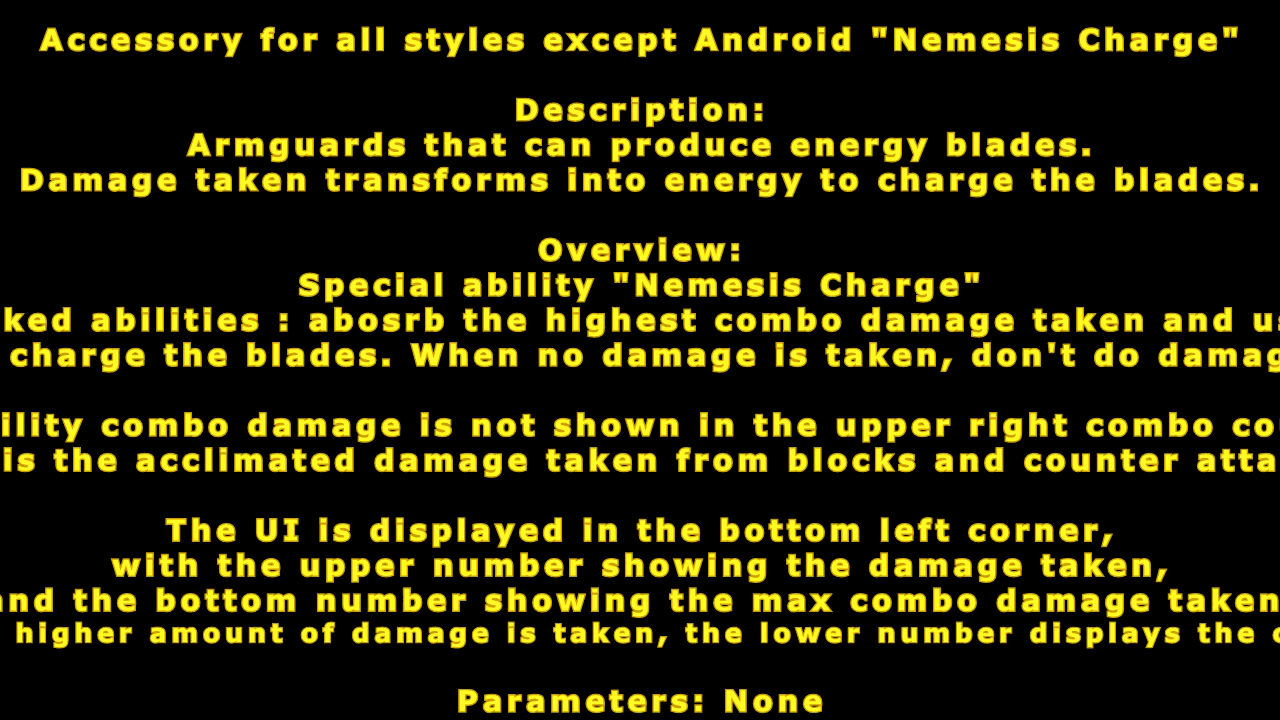 Accessory for all styles except Android "Nemesis Charge"
Description:
Armguards that can produce energy blades.
Damage taken transforms into energy to charge the blades.
Overview:
Special ability "Nemesis Charge"
ked abilities : abosrb the highest combo damage taken and us
charge the blades. When no damage is taken, don't do damag
ility combo damage is not shown in the upper right combo co
is the acclimated damage taken from blocks and counter atta
The UI is displayed in the bottom left corner,
with the upper number showing the damage taken,
and the bottom number showing the max combo damage taken
higher amount of damage is taken, the lower number displays the
Parameters: None